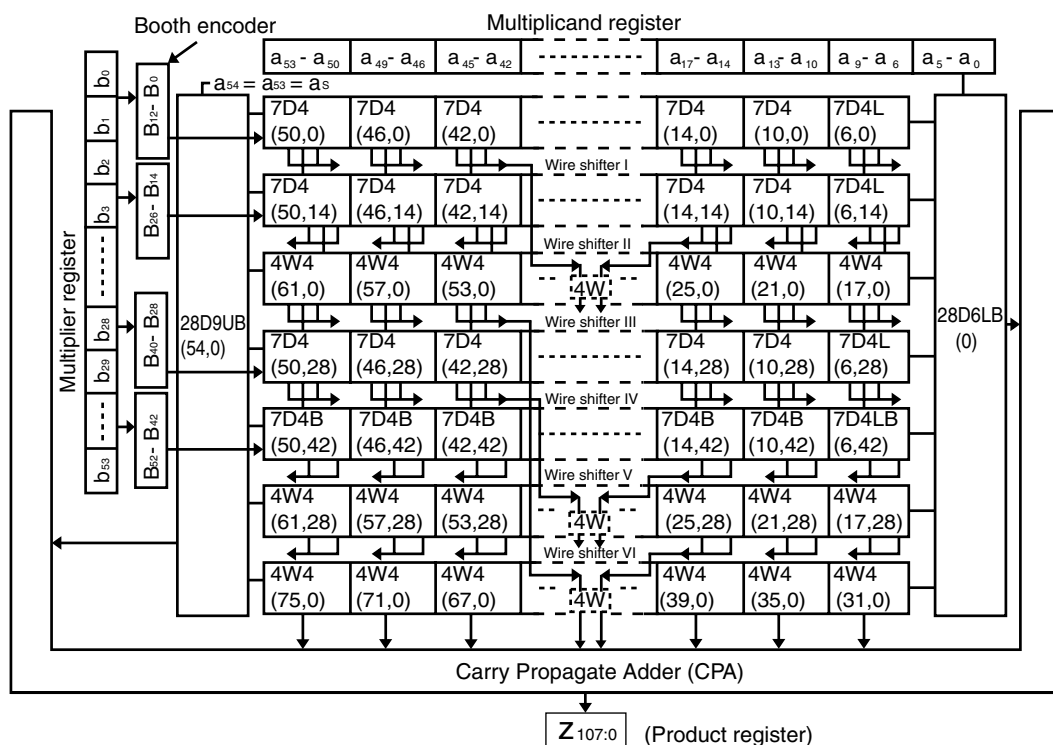 Multiplicand register
Booth encoder
a53 - a50 a49 - a46 a45 - a42 a17 - a14 a13 - a10 a9 - a6 a5 - a0
a54 = a53 = aS
Multiplier register
b0
b1
b2
b3
b28
b29
b53
B12 - B0
B26 - B14
B40 - B28
B52 - B42
28D9UB
(54,0)
28D6LB
(0)
7D4 7D4 7D4 7D4 7D4 7D4L
(50,0) (46,0) (42,0) (14,0) (10,0) (6,0)
Wire shifter I
7D4 7D4 7D4 7D4 7D4 7D4L
(50,14) (46,14) (42,14) (14,14) (10,14) (6,14)
Wire shifter II
4W4 4W4 4W4 4W4 4W4 4W4
(61,0) (57,0) (53,0) 4W (25,0) (21,0) (17,0)
Wire shifter III
7D4 7D4 7D4 7D4 7D4 7D4L
(50,28) (46,28) (42,28) (14,28) (10,28) (6,28)
Wire shifter IV
7D4B 7D4B 7D4B 7D4B 7D4B 7D4LB
(50,42) (46,42) (42,42) (14,42) (10,42) (6,42)
Wire shifter V
4W4 4W4 4W4 4W4 4W4 4W4
(61,28) (57,28) (53,28) 4W (25,28) (21,28) (17,28)
Wire shifter VI
4W4 4W4 4W4 4W4 4W4 4W4
(75,0) (71,0) (67,0) 4W (39,0) (35,0) (31,0)
Carry Propagate Adder (CPA)
Z107:0 (Product register)